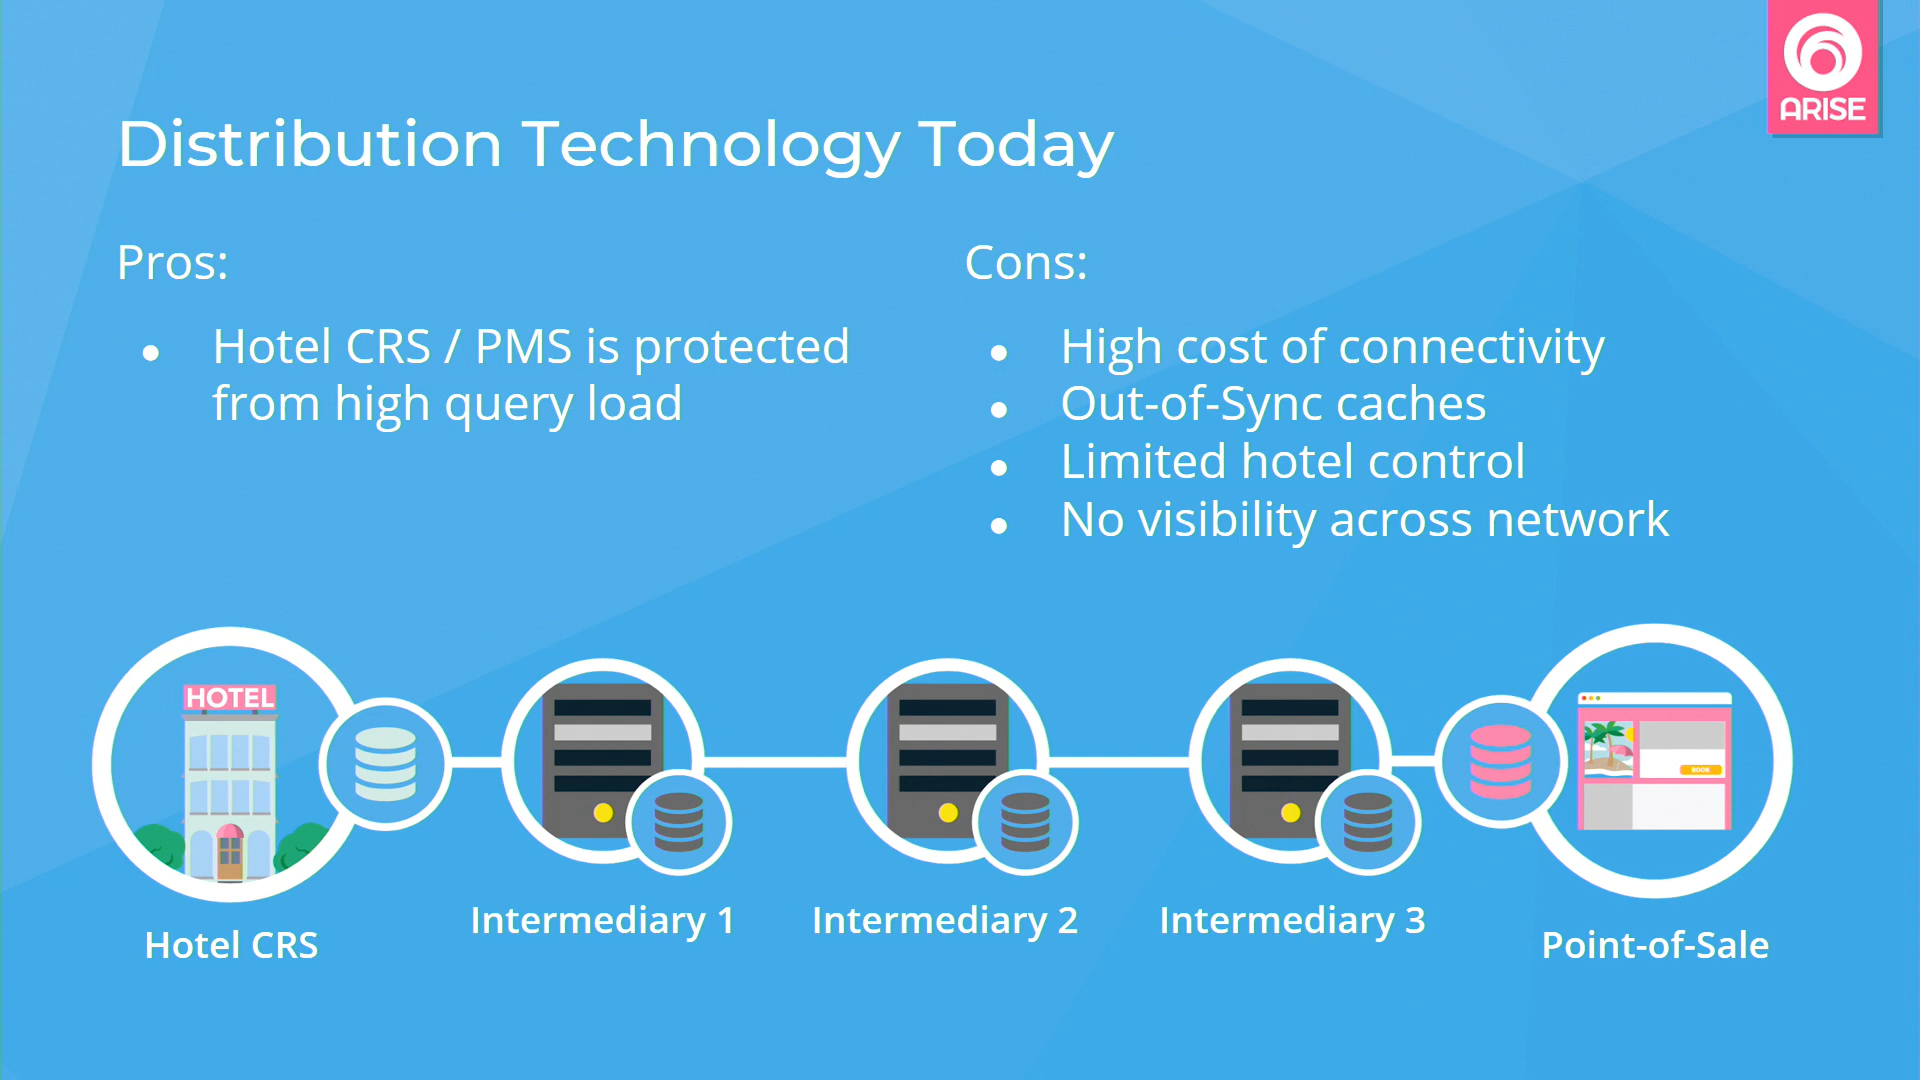 ARISE
Distribution Technology Today
Pros:
● Hotel CRS / PMS is protected
from high query load
Cons:
● High cost of connectivity
● Out-of-Sync caches
● Limited hotel control
● No visibility across network
HOTEL
BOOK
Hotel CRS
Intermediary 1
Intermediary 2
Intermediary 3
Point-of-Sale